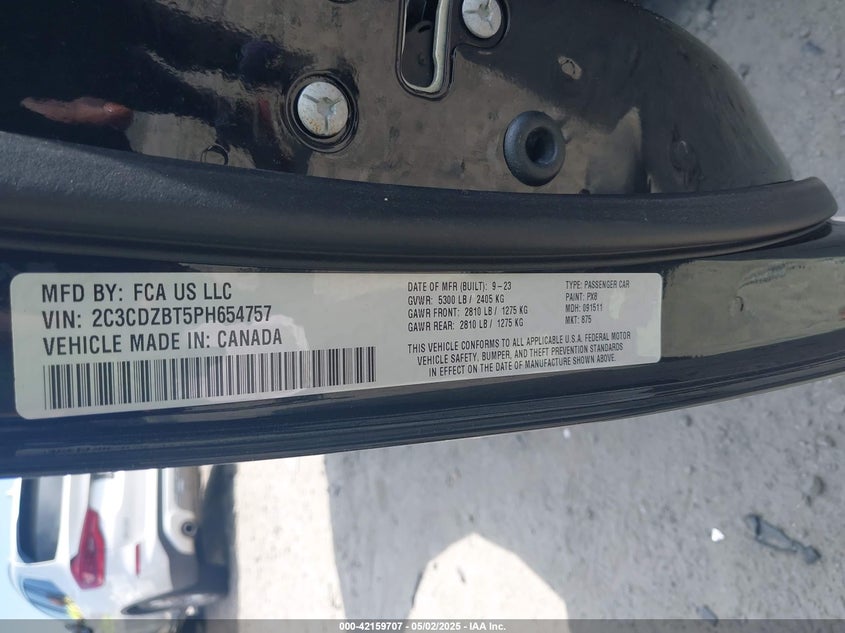 MFD BY: FCA US LLC
VIN: 2C3CDZBT5PH654757
VEHICLE MADE IN: CANADA
DATE OF MFR (BUILT): 9-23
GVWR: 5300 LB / 2405 KG
GAWR FRONT: 2810 LB / 1275 KG
GAWR REAR: 2810 LB / 1275 KG
TYPE: PASSENGER CAR
PAINT: PX8
MDH: 091511
MKT: 875
THIS VEHICLE CONFORMS TO ALL APPLICABLE U.S.A. FEDERAL MOTOR
VEHICLE SAFETY, BUMPER, AND THEFT PREVENTION STANDARDS
IN EFFECT ON THE DATE OF MANUFACTURE SHOWN ABOVE.
000-42159707 - 05/02/2025 - IAA Inc.